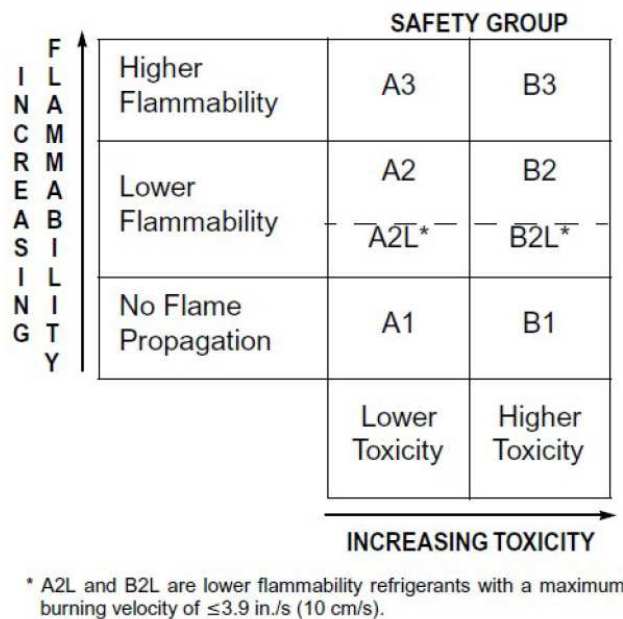 SAFETY GROUP
INCREASING
FLAMMABILITY
Higher
Flammability
A3
B3
Lower
Flammability
A2
B2
A2L*
B2L*
No Flame
Propagation
A1
B1
Lower
Toxicity
Higher
Toxicity
INCREASING TOXICITY
* A2L and B2L are lower flammability refrigerants with a maximum
burning velocity of ≤3.9 in./s (10 cm/s).